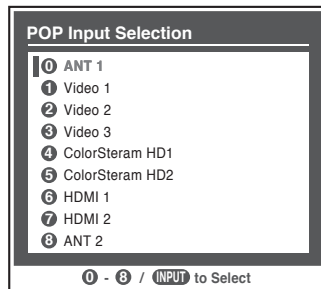 POP Input Selection
0 ANT 1
1 Video 1
2 Video 2
3 Video 3
4 ColorSteram HD1
5 ColorSteram HD2
6 HDMI 1
7 HDMI 2
8 ANT 2
0 - 8 / INPUT to Select